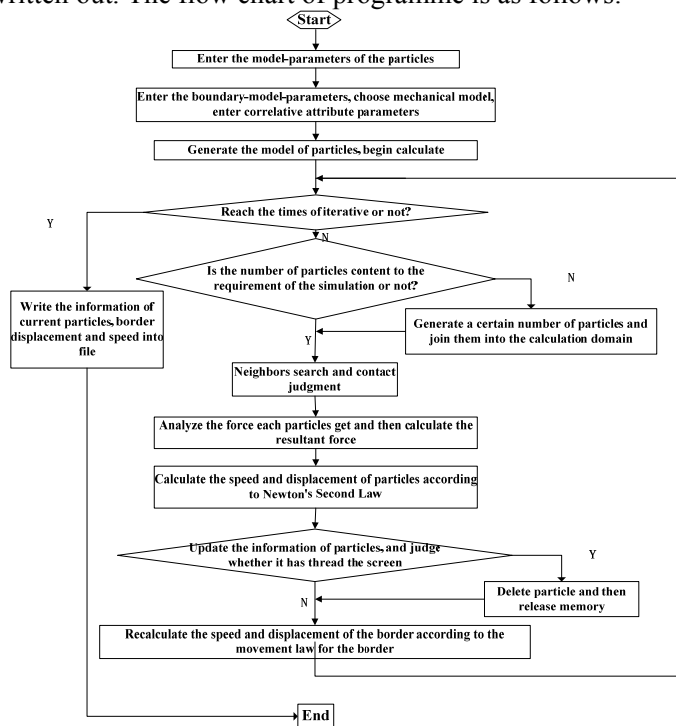 written out. The flow chart of programme is as follows:
Start
Enter the model-parameters of the particles
Enter the boundary-model-parameters, choose mechanical model,
enter correlative attribute parameters
Generate the model of particles, begin calculate
Reach the times of iterative or not?
Y
N
Is the number of particles content to the
requirement of the simulation or not?
N
Write the information of
current particles, border
displacement and speed into
file
Generate a certain number of particles and
join them into the calculation domain
Y
Neighbors search and contact
judgment
Analyze the force each particles get and then calculate the
resultant force
Calculate the speed and displacement of particles according
to Newton's Second Law
Update the information of particles, and judge
whether it has thread the screen
Y
Delete particle and then
release memory
N
Recalculate the speed and displacement of the border according to the
movement law for the border
End